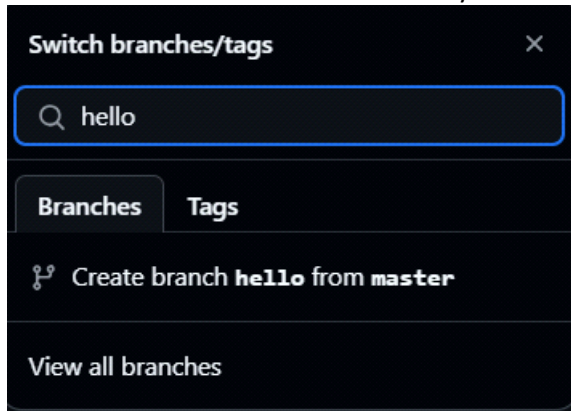 Switch branches/tags
hello
Branches Tags
Create branch hello from master
View all branches